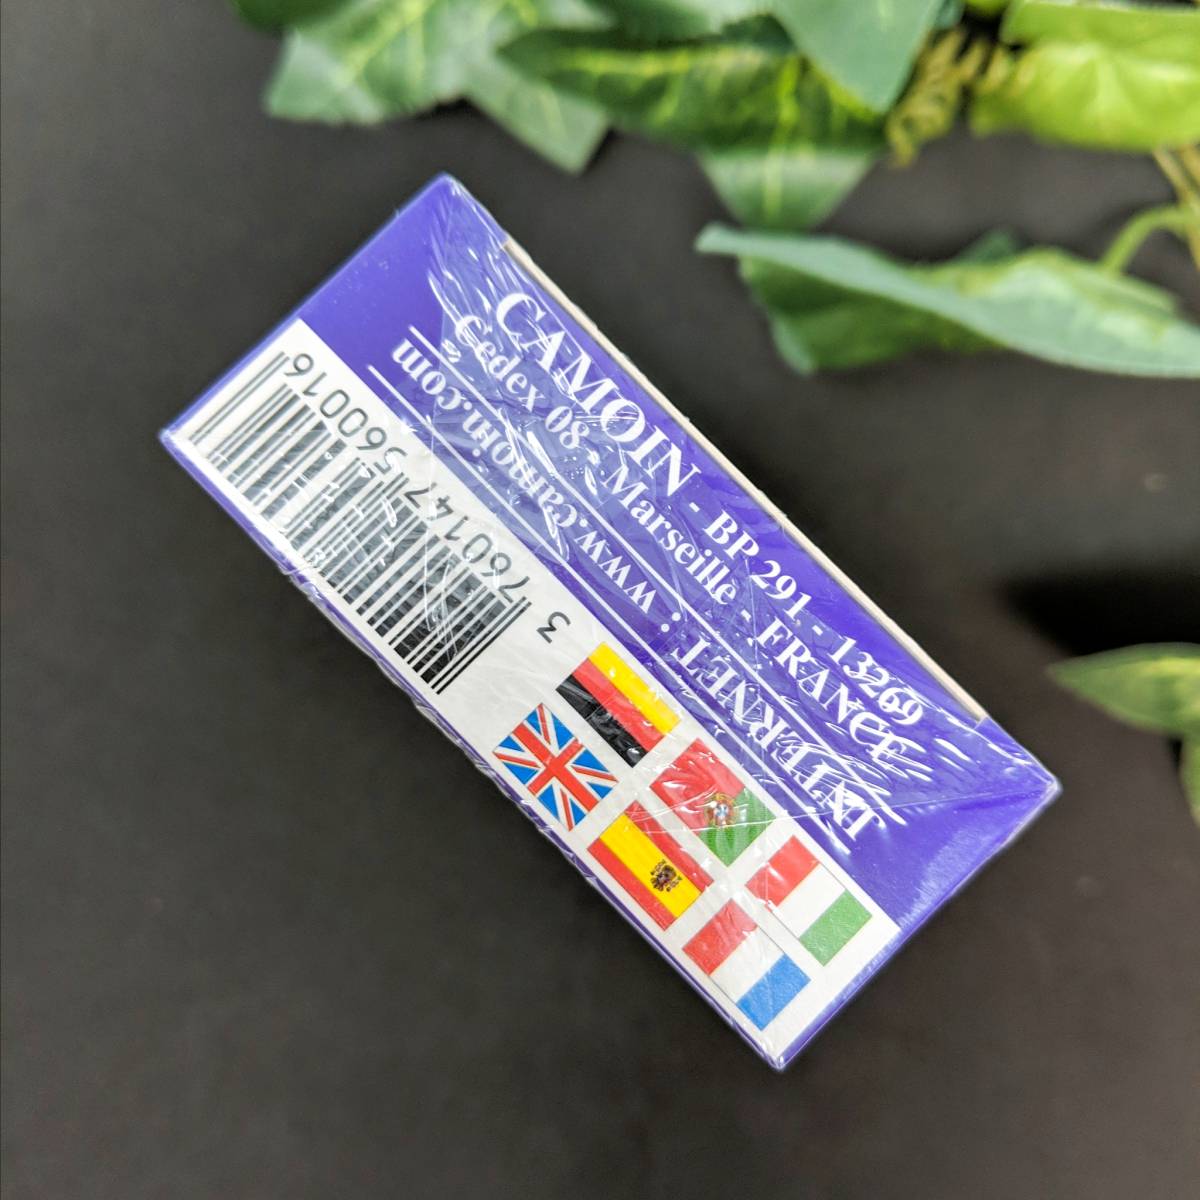 CAMOIN - BP 291 - 13269
Cedex 08 - Marseille - FRANCE
INTERNET : www.camoin.com
3 760147 560016